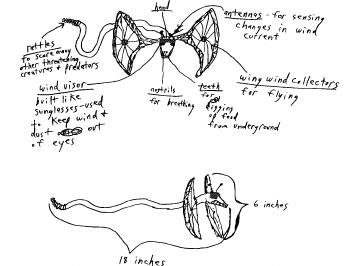 head
antennas - for sensing
changes in wind
current
rattles
to scare many
other threatening
creatures & predators
wing wind collectors
for flying
wind visor
built like
sunglasses - used
to keep wind &
dust out
of eyes
nostrils
for breathing
teeth
for
digging
up food
from underground
6 inches
18 inches